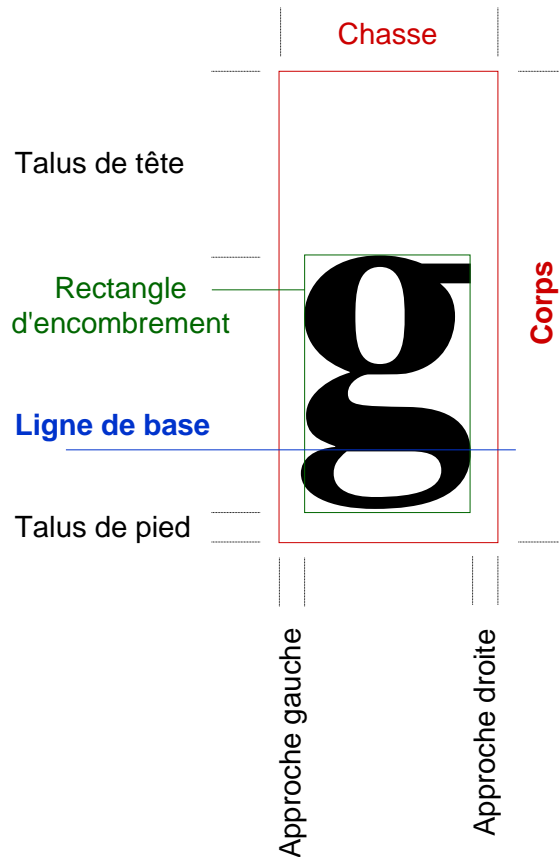 Chasse
Talus de tête
Rectangle
d'encombrement
Corps
g
Ligne de base
Talus de pied
Approche gauche
Approche droite